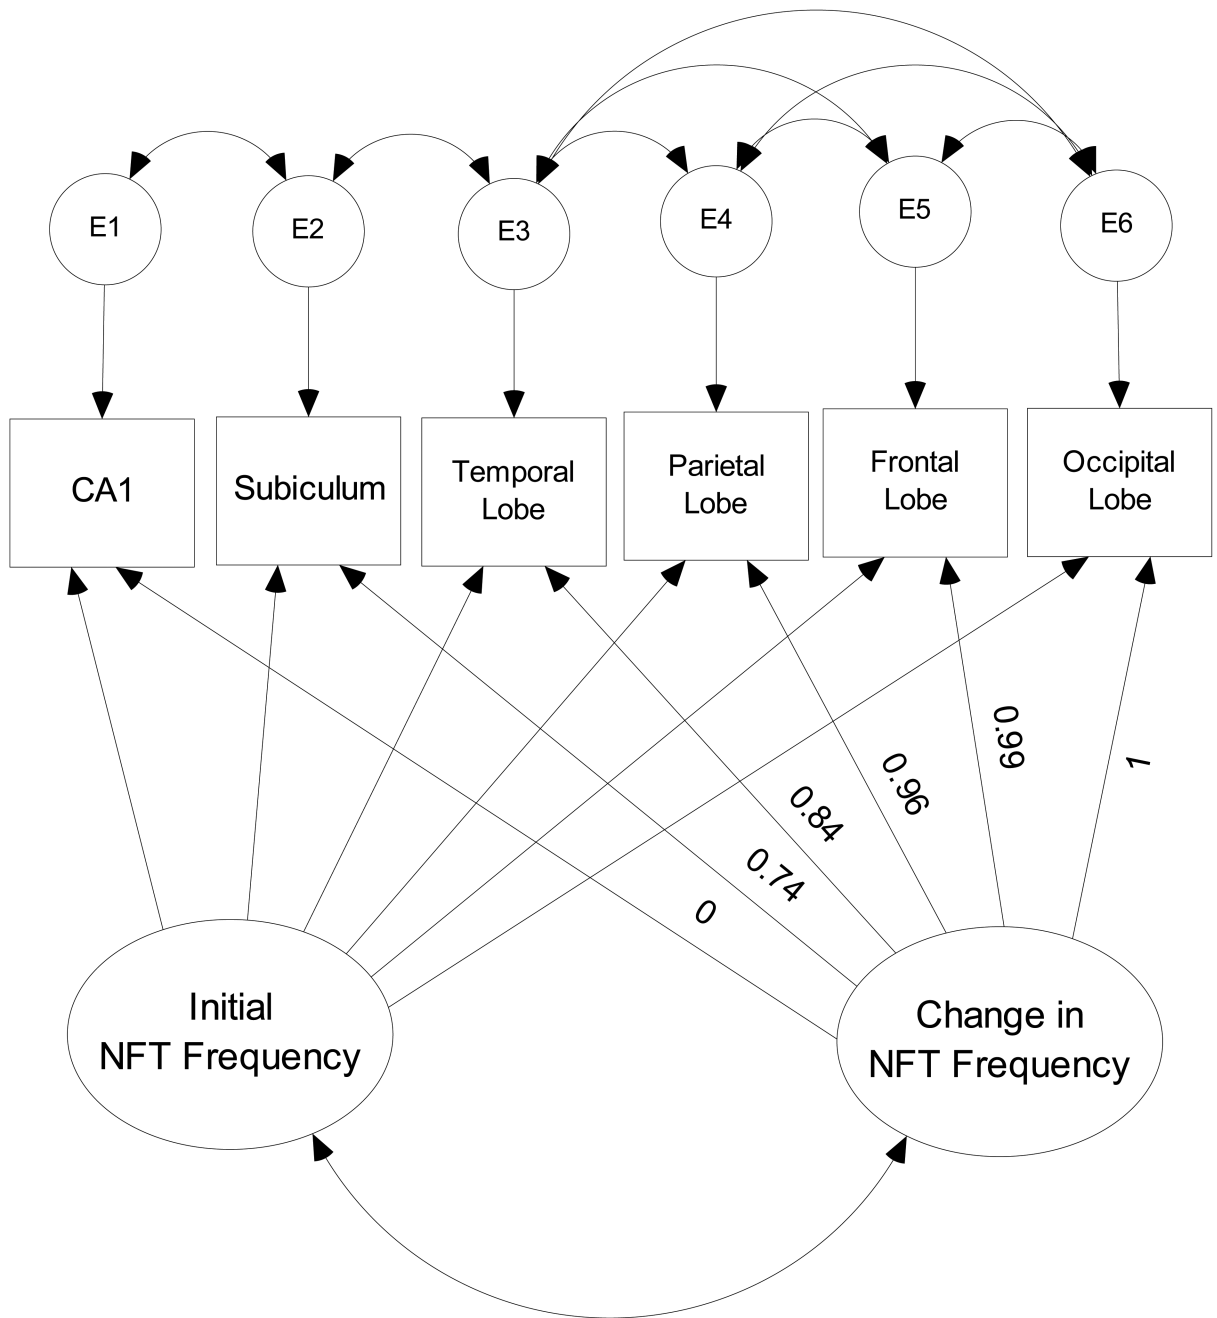 E1
E2
E3
E4
E5
E6
CA1
Subiculum
Temporal
Lobe
Parietal
Lobe
Frontal
Lobe
Occipital
Lobe
0
0.74
0.84
0.96
0.99
1
Initial
NFT Frequency
Change in
NFT Frequency